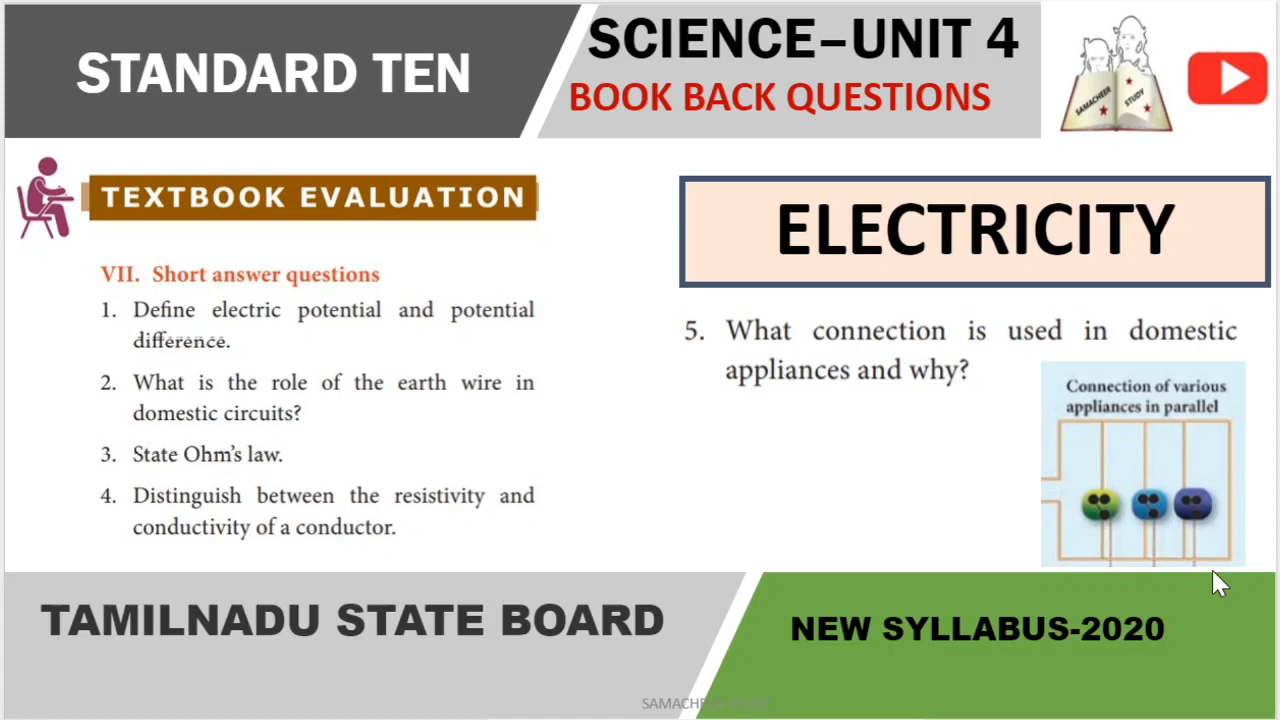 STANDARD TEN
SCIENCE–UNIT 4
BOOK BACK QUESTIONS
SAMACHEER
STUDY
TEXTBOOK EVALUATION
VII. Short answer questions
1. Define electric potential and potential
difference.
2. What is the role of the earth wire in
domestic circuits?
3. State Ohm's law.
4. Distinguish between the resistivity and
conductivity of a conductor.
ELECTRICITY
5. What connection is used in domestic
appliances and why?
Connection of various
appliances in parallel
TAMILNADU STATE BOARD
NEW SYLLABUS-2020